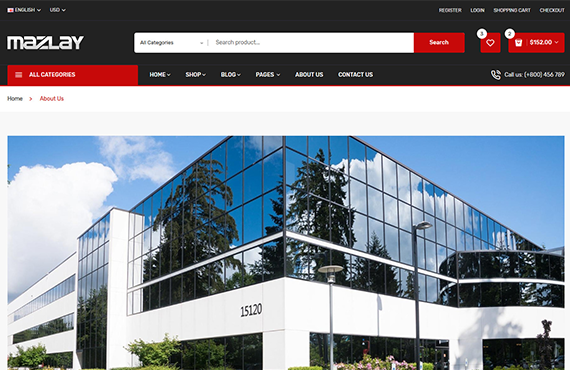 ENGLISH USD REGISTER LOGIN SHOPPING CART CHECKOUT
MAZLAY All Categories Search product... Search 3 2 $152.00
ALL CATEGORIES HOME SHOP BLOG PAGES ABOUT US CONTACT US Call us: (+800) 456 789
Home > About Us
15120